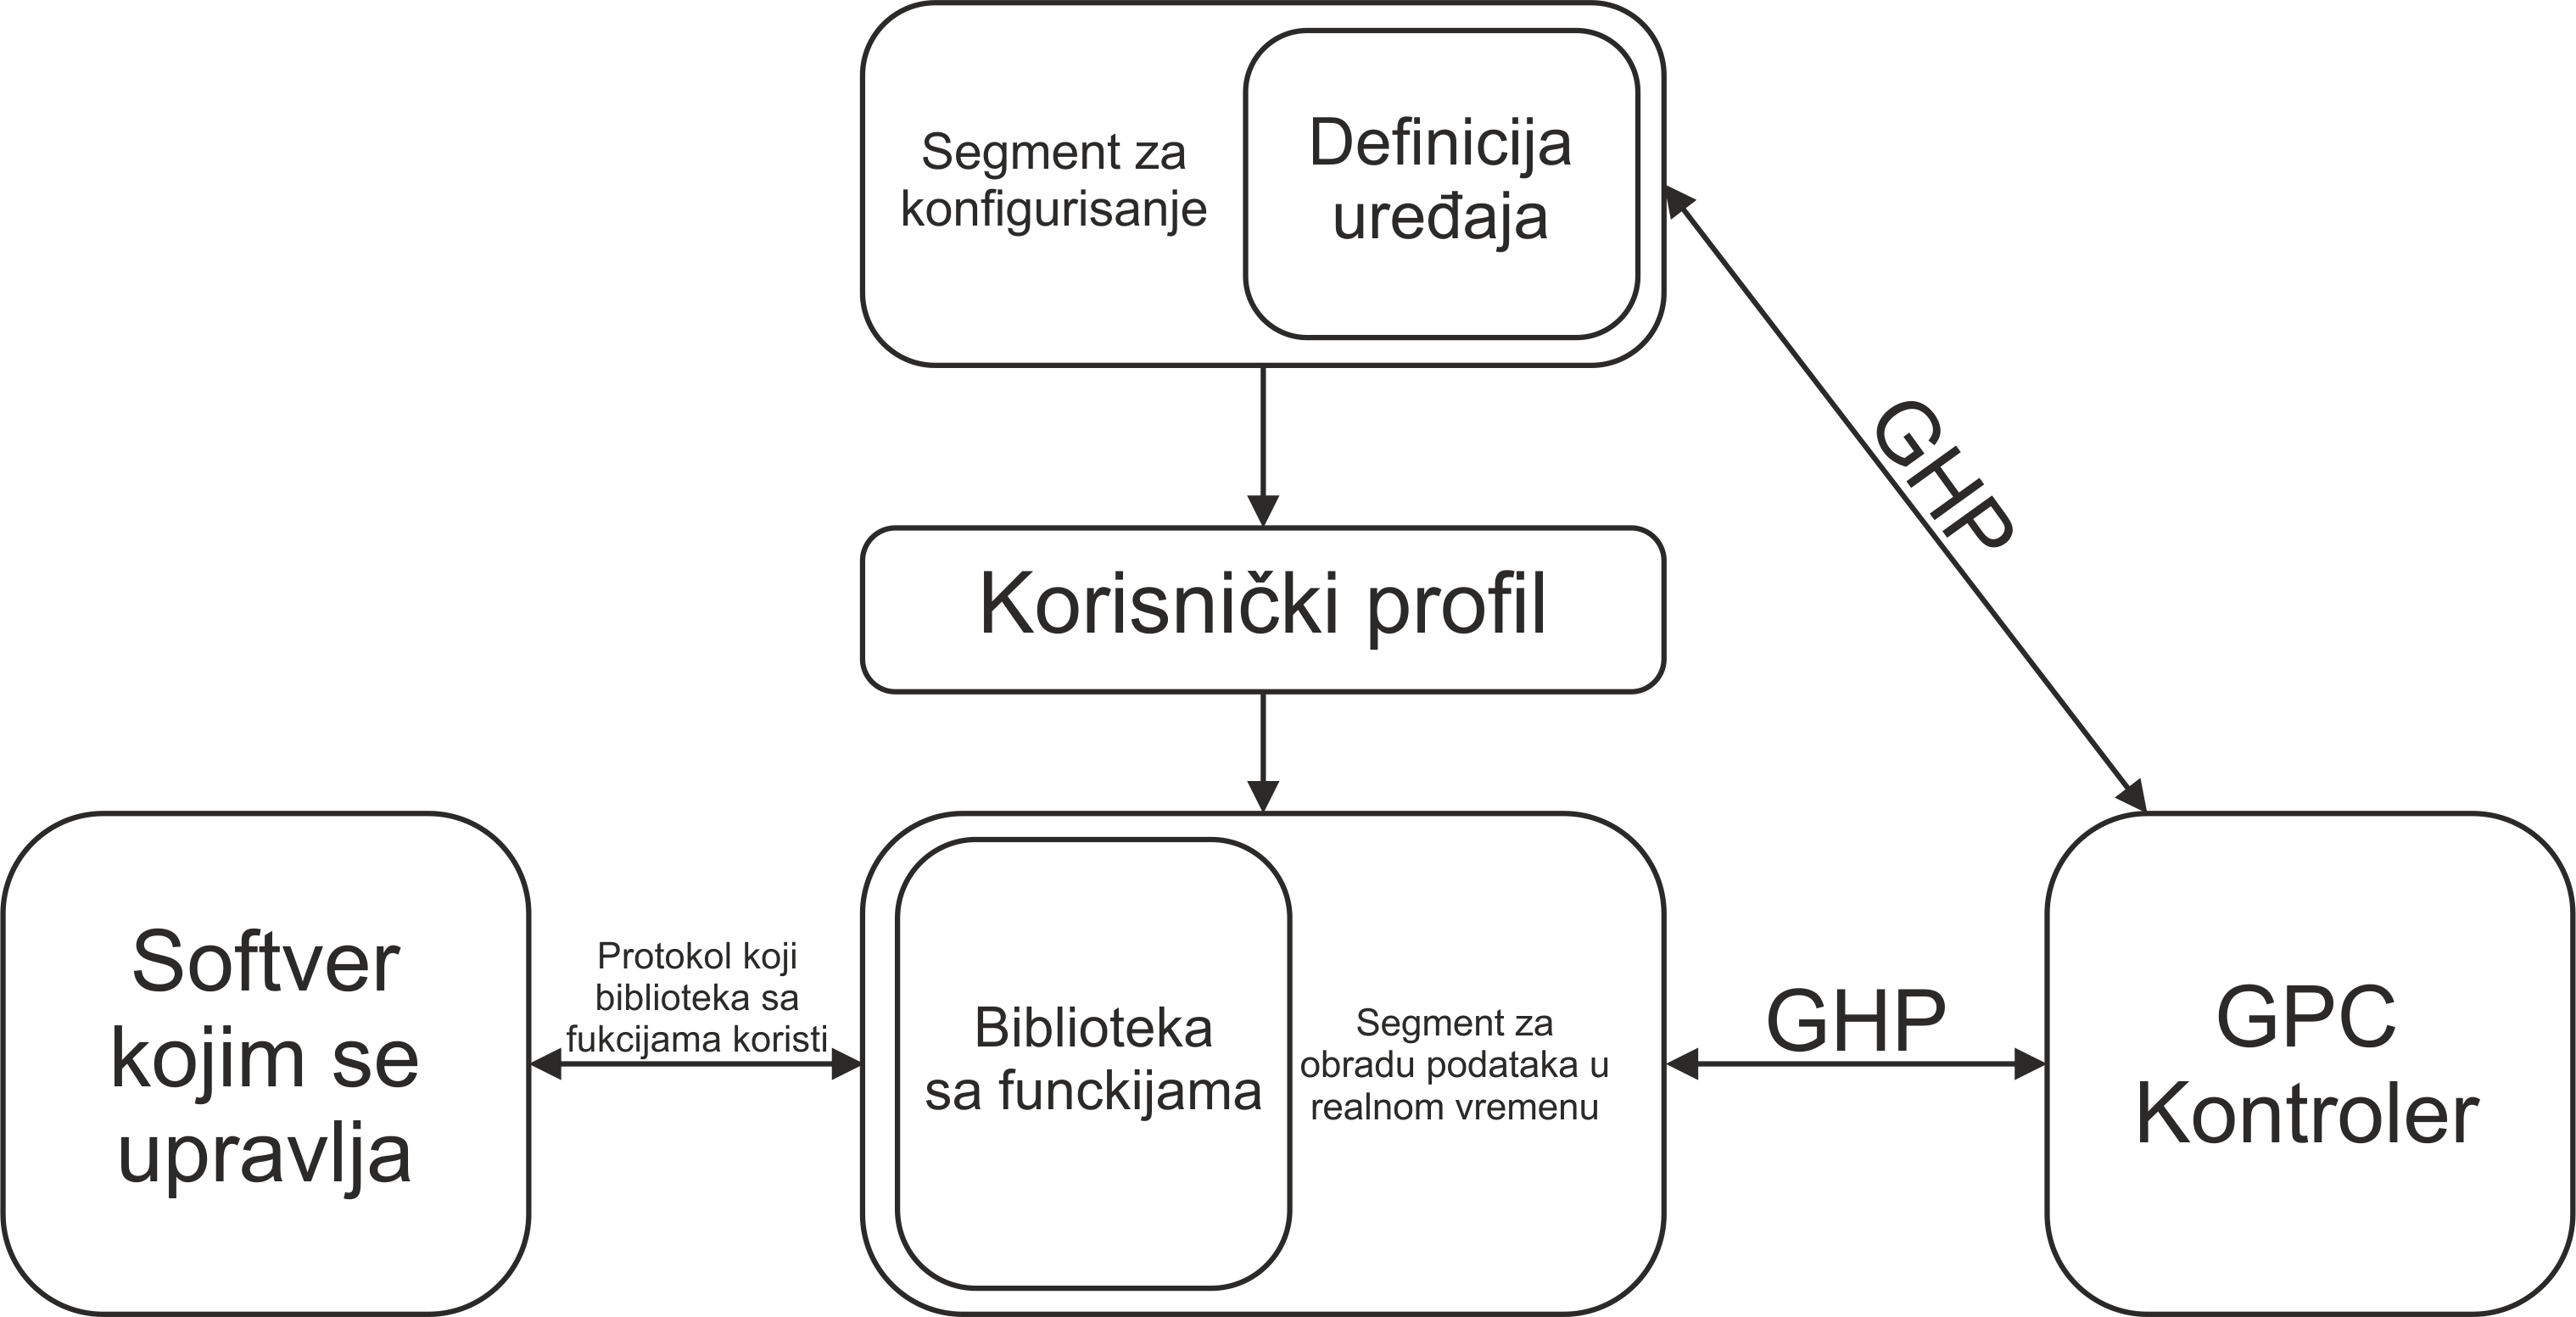 Segment za
konfigurisanje
Definicija
uređaja
GHP
Korisnički profil
Softver
kojim se
upravlja
Protokol koji
biblioteka sa
fukcijama koristi
Biblioteka
sa funckijama
Segment za
obradu podataka u
realnom vremenu
GHP
GPC
Kontroler